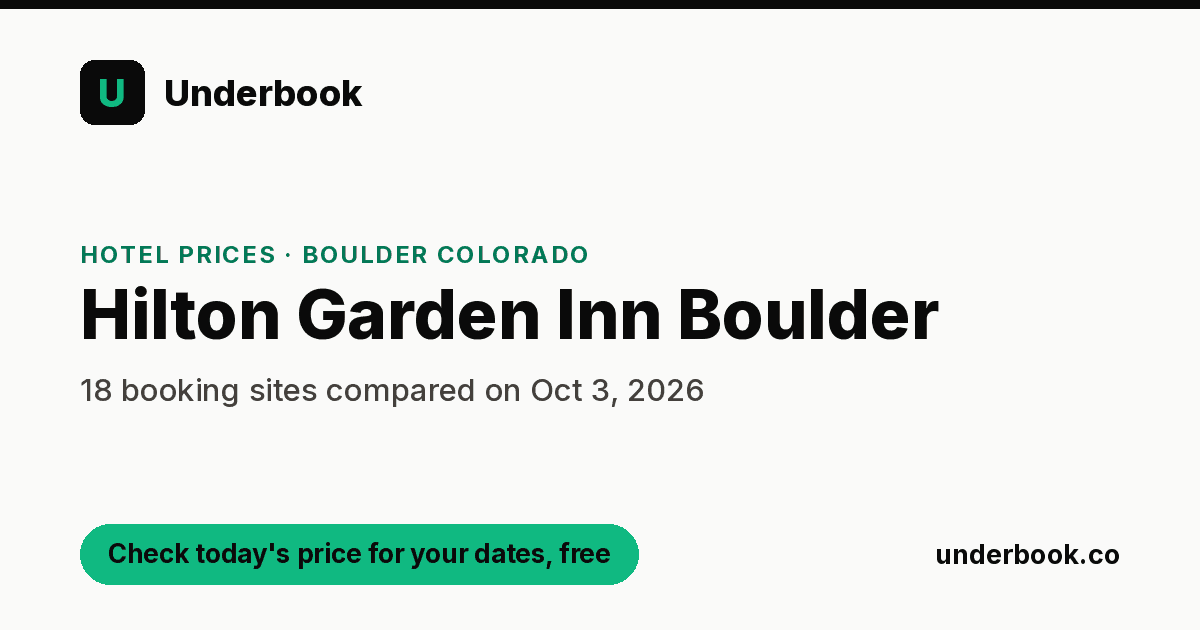 U Underbook
HOTEL PRICES · BOULDER COLORADO
Hilton Garden Inn Boulder
18 booking sites compared on Oct 3, 2026
Check today's price for your dates, free
underbook.co